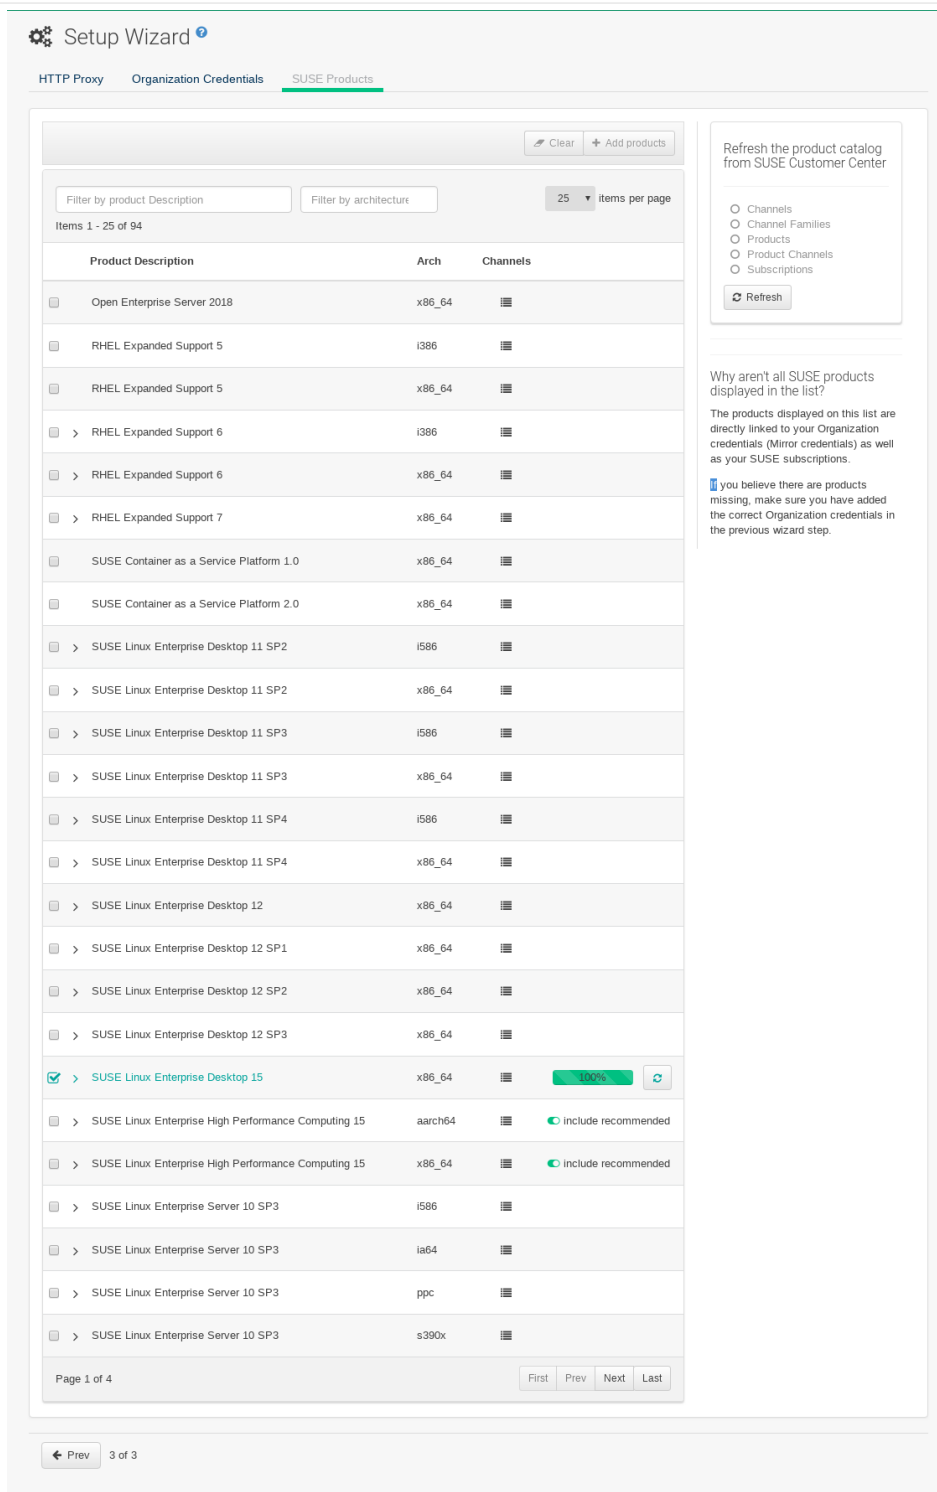 Setup Wizard ?
HTTP Proxy Organization Credentials SUSE Products
Clear Add products
Filter by product Description Filter by architecture 25 items per page
Items 1 - 25 of 94
Product Description Arch Channels
Open Enterprise Server 2018 x86_64
RHEL Expanded Support 5 i386
RHEL Expanded Support 5 x86_64
RHEL Expanded Support 6 i386
RHEL Expanded Support 6 x86_64
RHEL Expanded Support 7 x86_64
SUSE Container as a Service Platform 1.0 x86_64
SUSE Container as a Service Platform 2.0 x86_64
SUSE Linux Enterprise Desktop 11 SP2 i586
SUSE Linux Enterprise Desktop 11 SP2 x86_64
SUSE Linux Enterprise Desktop 11 SP3 i586
SUSE Linux Enterprise Desktop 11 SP3 x86_64
SUSE Linux Enterprise Desktop 11 SP4 i586
SUSE Linux Enterprise Desktop 11 SP4 x86_64
SUSE Linux Enterprise Desktop 12 x86_64
SUSE Linux Enterprise Desktop 12 SP1 x86_64
SUSE Linux Enterprise Desktop 12 SP2 x86_64
SUSE Linux Enterprise Desktop 12 SP3 x86_64
SUSE Linux Enterprise Desktop 15 x86_64 100%
SUSE Linux Enterprise High Performance Computing 15 aarch64 include recommended
SUSE Linux Enterprise High Performance Computing 15 x86_64 include recommended
SUSE Linux Enterprise Server 10 SP3 i586
SUSE Linux Enterprise Server 10 SP3 ia64
SUSE Linux Enterprise Server 10 SP3 ppc
SUSE Linux Enterprise Server 10 SP3 s390x
Page 1 of 4 First Prev Next Last
Refresh the product catalog
from SUSE Customer Center
Channels
Channel Families
Products
Product Channels
Subscriptions
Refresh
Why aren't all SUSE products
displayed in the list?
The products displayed on this list are
directly linked to your Organization
credentials (Mirror credentials) as well
as your SUSE subscriptions.
If you believe there are products
missing, make sure you have added
the correct Organization credentials in
the previous wizard step.
Prev 3 of 3